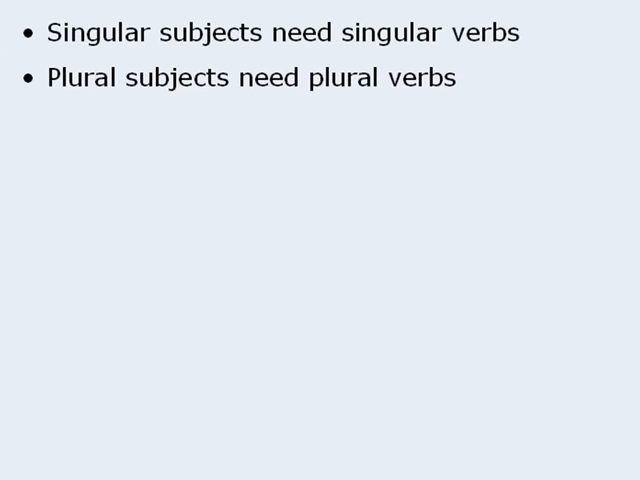 • Singular subjects need singular verbs
• Plural subjects need plural verbs